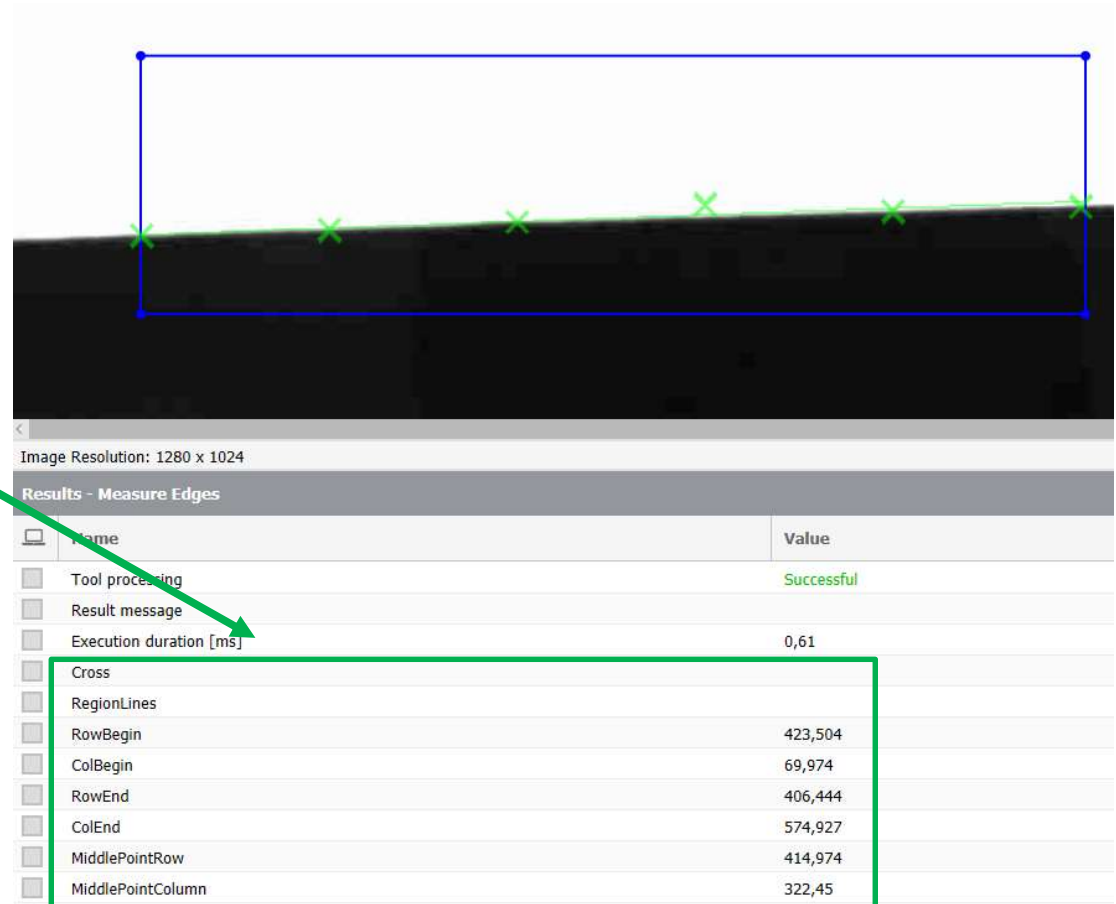 Image Resolution: 1280 x 1024
Results - Measure Edges
Name Value
Tool processing Successful
Result message
Execution duration [ms] 0,61
Cross
RegionLines
RowBegin 423,504
ColBegin 69,974
RowEnd 406,444
ColEnd 574,927
MiddlePointRow 414,974
MiddlePointColumn 322,45